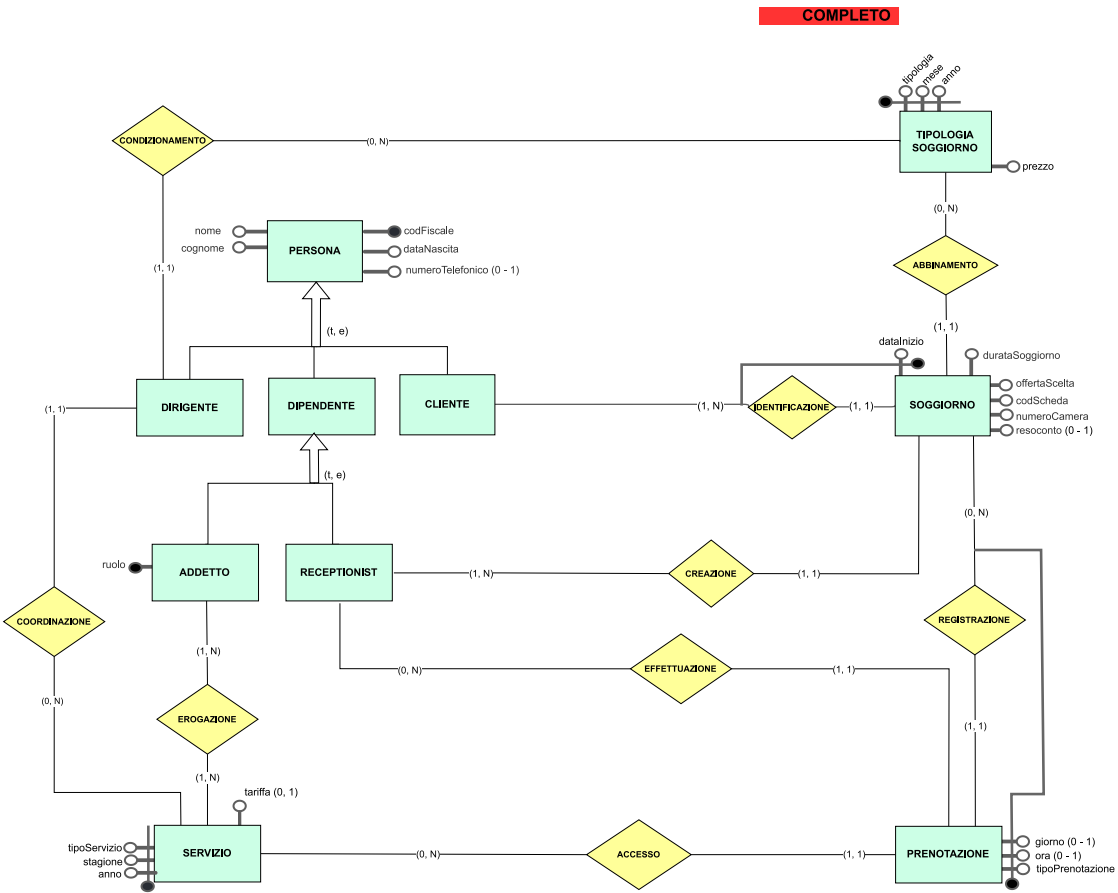 COMPLETO
tipologia
mese
anno
CONDIZIONAMENTO
(0, N)
TIPOLOGIA
SOGGIORNO
prezzo
(0, N)
nome
cognome
PERSONA
codFiscale
dataNascita
numeroTelefonico (0 - 1)
(1, 1)
ABBINAMENTO
(t, e)
(1, 1)
dataInizio
durataSoggiorno
DIRIGENTE
DIPENDENTE
CLIENTE
(1, 1)
(1, N)
IDENTIFICAZIONE
(1, 1)
SOGGIORNO
offertaScelta
codScheda
numeroCamera
resoconto (0 - 1)
(t, e)
(0, N)
ruolo
ADDETTO
RECEPTIONIST
(1, N)
CREAZIONE
(1, 1)
COORDINAZIONE
REGISTRAZIONE
(1, N)
(0, N)
EFFETTUAZIONE
(1, 1)
(0, N)
EROGAZIONE
(1, 1)
(1, N)
tariffa (0, 1)
tipoServizio
stagione
anno
SERVIZIO
(0, N)
ACCESSO
(1, 1)
PRENOTAZIONE
giorno (0 - 1)
ora (0 - 1)
tipoPrenotazione